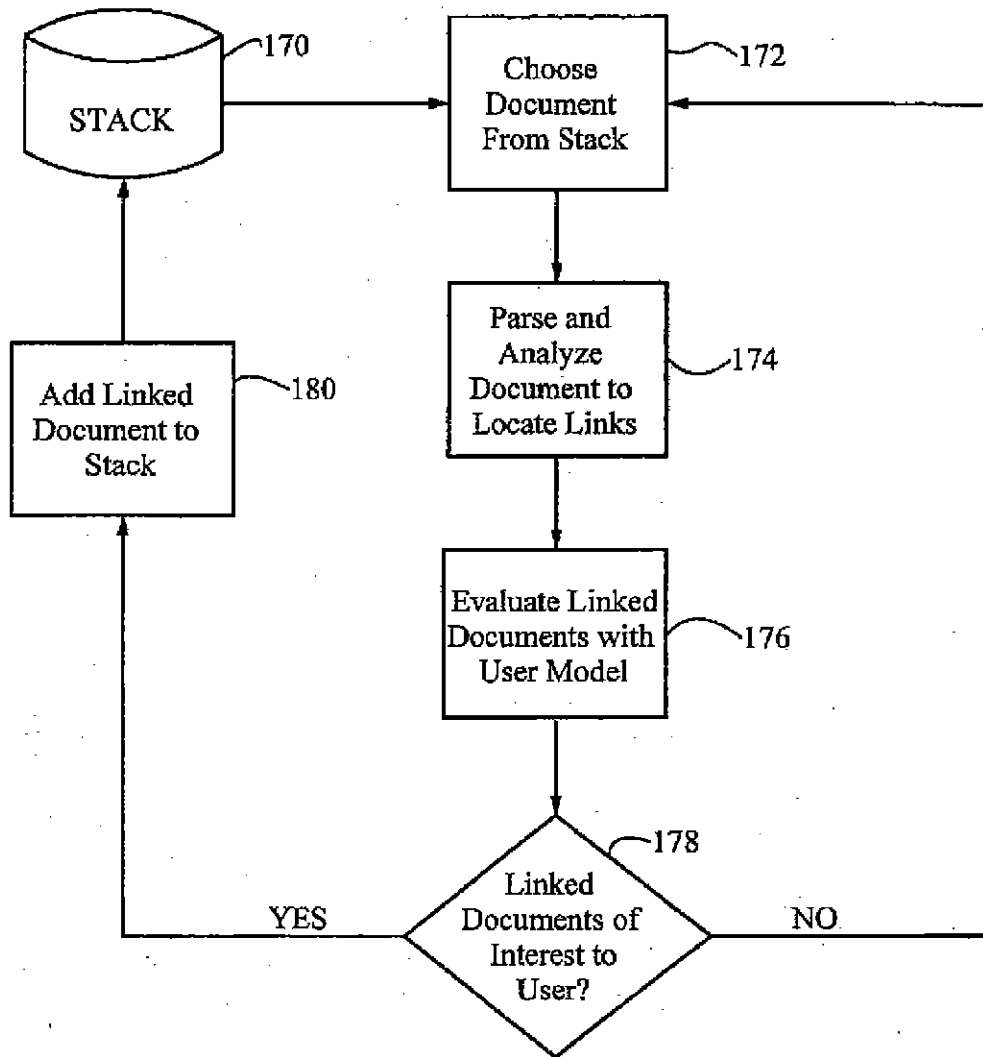 170
STACK
Choose
Document
From Stack
172
Parse and
Analyze
Document to
Locate Links
174
Add Linked
Document to
Stack
180
Evaluate Linked
Documents with
User Model
176
178
Linked
Documents of
Interest to
User?
YES
NO